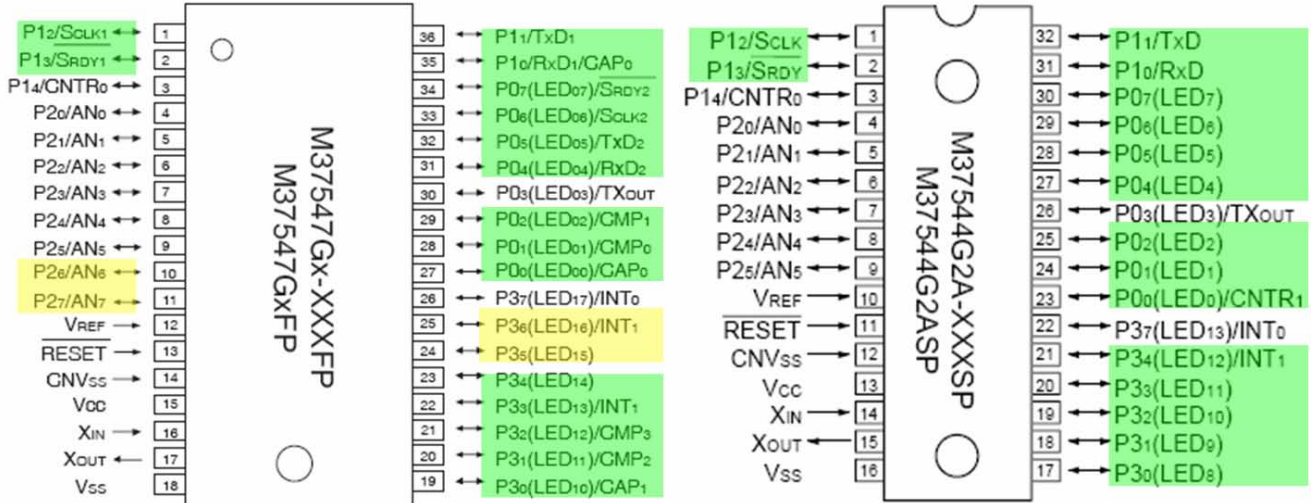 P12/SCLK1 1
P13/SRDY1 2
P14/CNTR0 3
P20/AN0 4
P21/AN1 5
P22/AN2 6
P23/AN3 7
P24/AN4 8
P25/AN5 9
P26/AN6 10
P27/AN7 11
VREF 12
RESET 13
CNVSS 14
VCC 15
XIN 16
XOUT 17
VSS 18
M37547Gx-XXXFP
M37547GxFP
36 P11/TxD1
35 P10/RxD1/CAP0
34 P07(LED07)/SRDY2
33 P06(LED06)/SCLK2
32 P05(LED05)/TxD2
31 P04(LED04)/RxD2
30 P03(LED03)/TXOUT
29 P02(LED02)/CMP1
28 P01(LED01)/CMP0
27 P00(LED00)/CAP0
26 P37(LED17)/INT0
25 P36(LED16)/INT1
24 P35(LED15)
23 P34(LED14)
22 P33(LED13)/INT1
21 P32(LED12)/CMP3
20 P31(LED11)/CMP2
19 P30(LED10)/CAP1
P12/SCLK 1
P13/SRDY 2
P14/CNTR0 3
P20/AN0 4
P21/AN1 5
P22/AN2 6
P23/AN3 7
P24/AN4 8
P25/AN5 9
VREF 10
RESET 11
CNVSS 12
VCC 13
XIN 14
XOUT 15
VSS 16
M37544G2A-XXXSP
M37544G2ASP
32 P11/TxD
31 P10/RxD
30 P07(LED7)
29 P06(LED6)
28 P05(LED5)
27 P04(LED4)
26 P03(LED3)/TXOUT
25 P02(LED2)
24 P01(LED1)
23 P00(LED0)/CNTR1
22 P37(LED13)/INT0
21 P34(LED12)/INT1
20 P33(LED11)
19 P32(LED10)
18 P31(LED9)
17 P30(LED8)